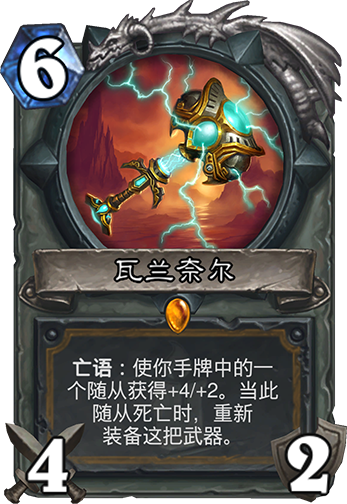 6
瓦兰奈尔
亡语：使你手牌中的一
个随从获得+4/+2。当此
随从死亡时，重新
装备这把武器。
4
2